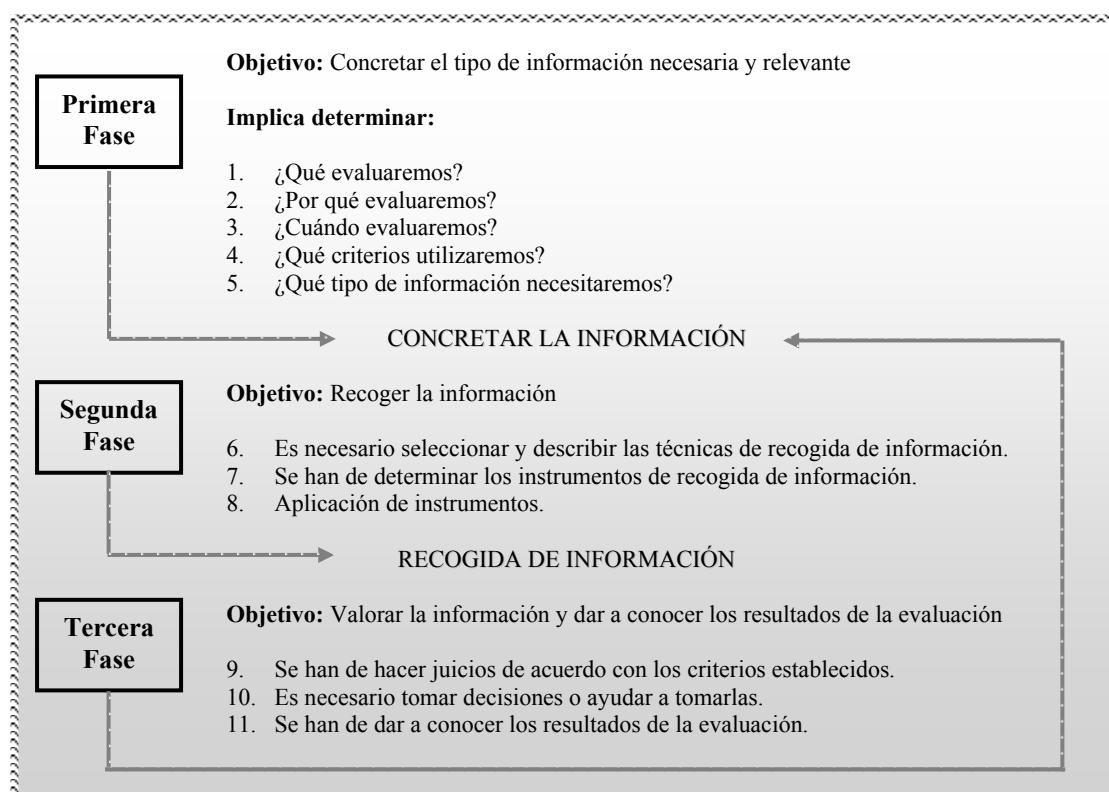 Objetivo: Concretar el tipo de información necesaria y relevante
Primera
Fase
Implica determinar:
1. ¿Qué evaluaremos?
2. ¿Por qué evaluaremos?
3. ¿Cuándo evaluaremos?
4. ¿Qué criterios utilizaremos?
5. ¿Qué tipo de información necesitaremos?
CONCRETAR LA INFORMACIÓN
Segunda
Fase
Objetivo: Recoger la información
6. Es necesario seleccionar y describir las técnicas de recogida de información.
7. Se han de determinar los instrumentos de recogida de información.
8. Aplicación de instrumentos.
RECOGIDA DE INFORMACIÓN
Tercera
Fase
Objetivo: Valorar la información y dar a conocer los resultados de la evaluación
9. Se han de hacer juicios de acuerdo con los criterios establecidos.
10. Es necesario tomar decisiones o ayudar a tomarlas.
11. Se han de dar a conocer los resultados de la evaluación.